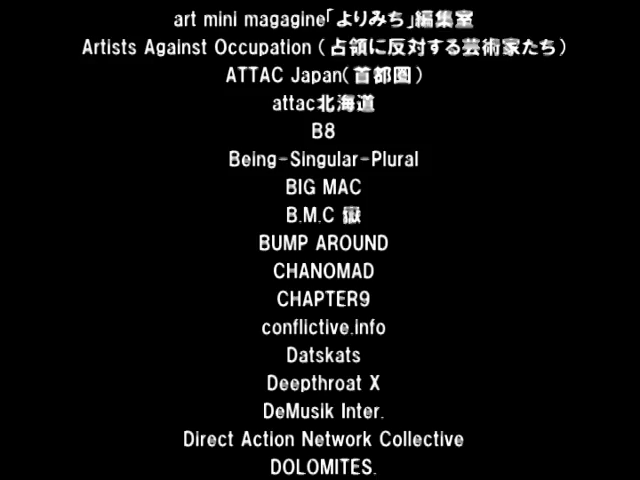 art mini magagine「よりみち」編集室
Artists Against Occupation (占領に反対する芸術家たち)
ATTAC Japan(首都圏)
attac北海道
B8
Being-Singular-Plural
BIG MAC
B.M.C 嶽
BUMP AROUND
CHANOMAD
CHAPTER9
conflictive.info
Datskats
Deepthroat X
DeMusik Inter.
Direct Action Network Collective
DOLOMITES.